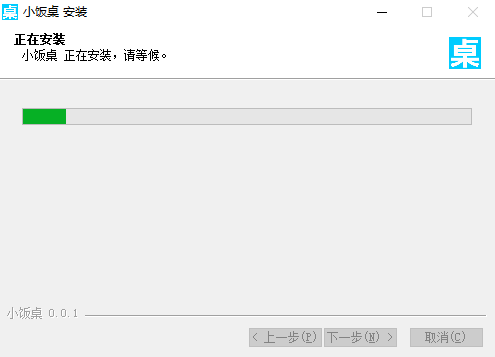 桌 小饭桌 安装
正在安装
小饭桌 正在安装，请等候。
桌
小饭桌 0.0.1
< 上一步(P) 下一步(N) > 取消(C)